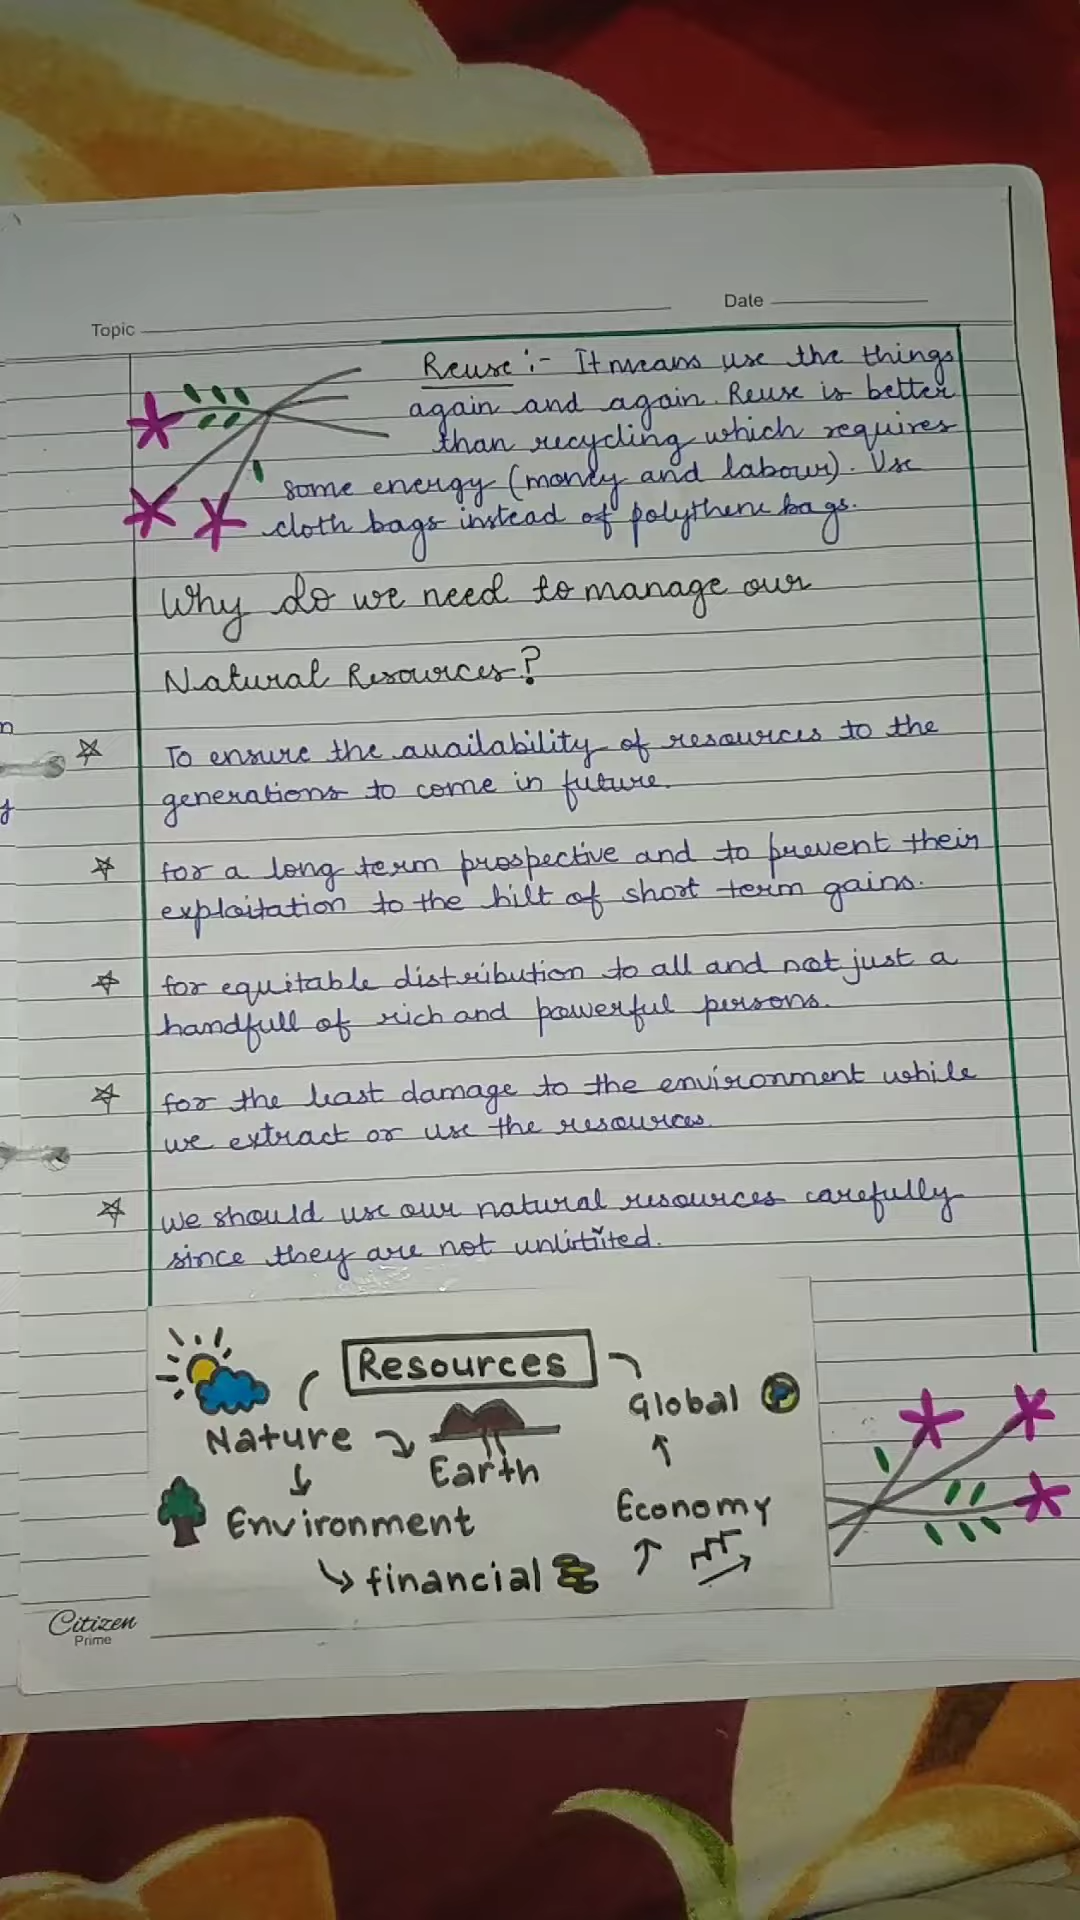 Topic
Date
Reuse :- It means use the things
again and again. Reuse is better
than recycling which requires
some energy (money and labour). Use
cloth bags instead of polythene bags.
Why do we need to manage our
Natural Resources?
n
To ensure the availability of resources to the
generations to come in future.
for a long term prospective and to prevent their
exploitation to the hilt of short term gains.
for equitable distribution to all and not just a
handfull of rich and powerful persons.
for the least damage to the environment while
we extract or use the resources.
we should use our natural resources carefully
since they are not
Resources
Global
Nature
Earth
Economy
Environment
financial
Citizen
Prime